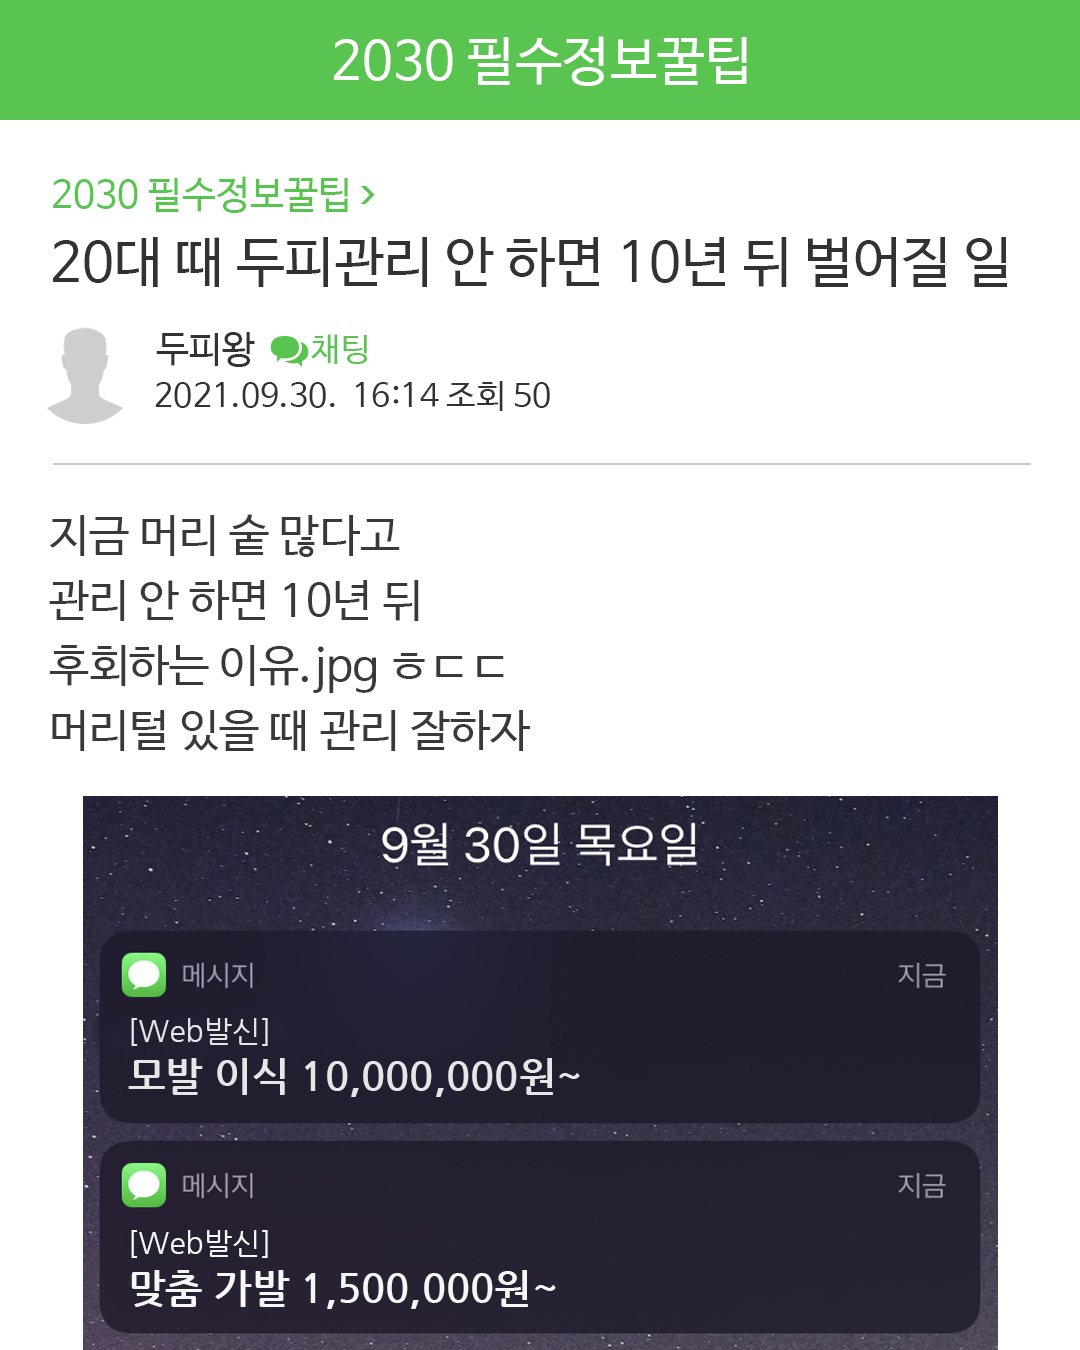 2030 필수정보꿀팁
2030 필수정보꿀팁 >
20대 때 두피관리 안 하면 10년 뒤 벌어질 일
두피왕 채팅
2021.09.30. 16:14 조회 50
지금 머리 숱 많다고
관리 안 하면 10년 뒤
후회하는 이유.jpg ㅎㄷㄷ
머리털 있을 때 관리 잘하자
9월 30일 목요일
메시지 지금
[Web발신]
모발 이식 10,000,000원~
메시지 지금
[Web발신]
맞춤 가발 1,500,000원~